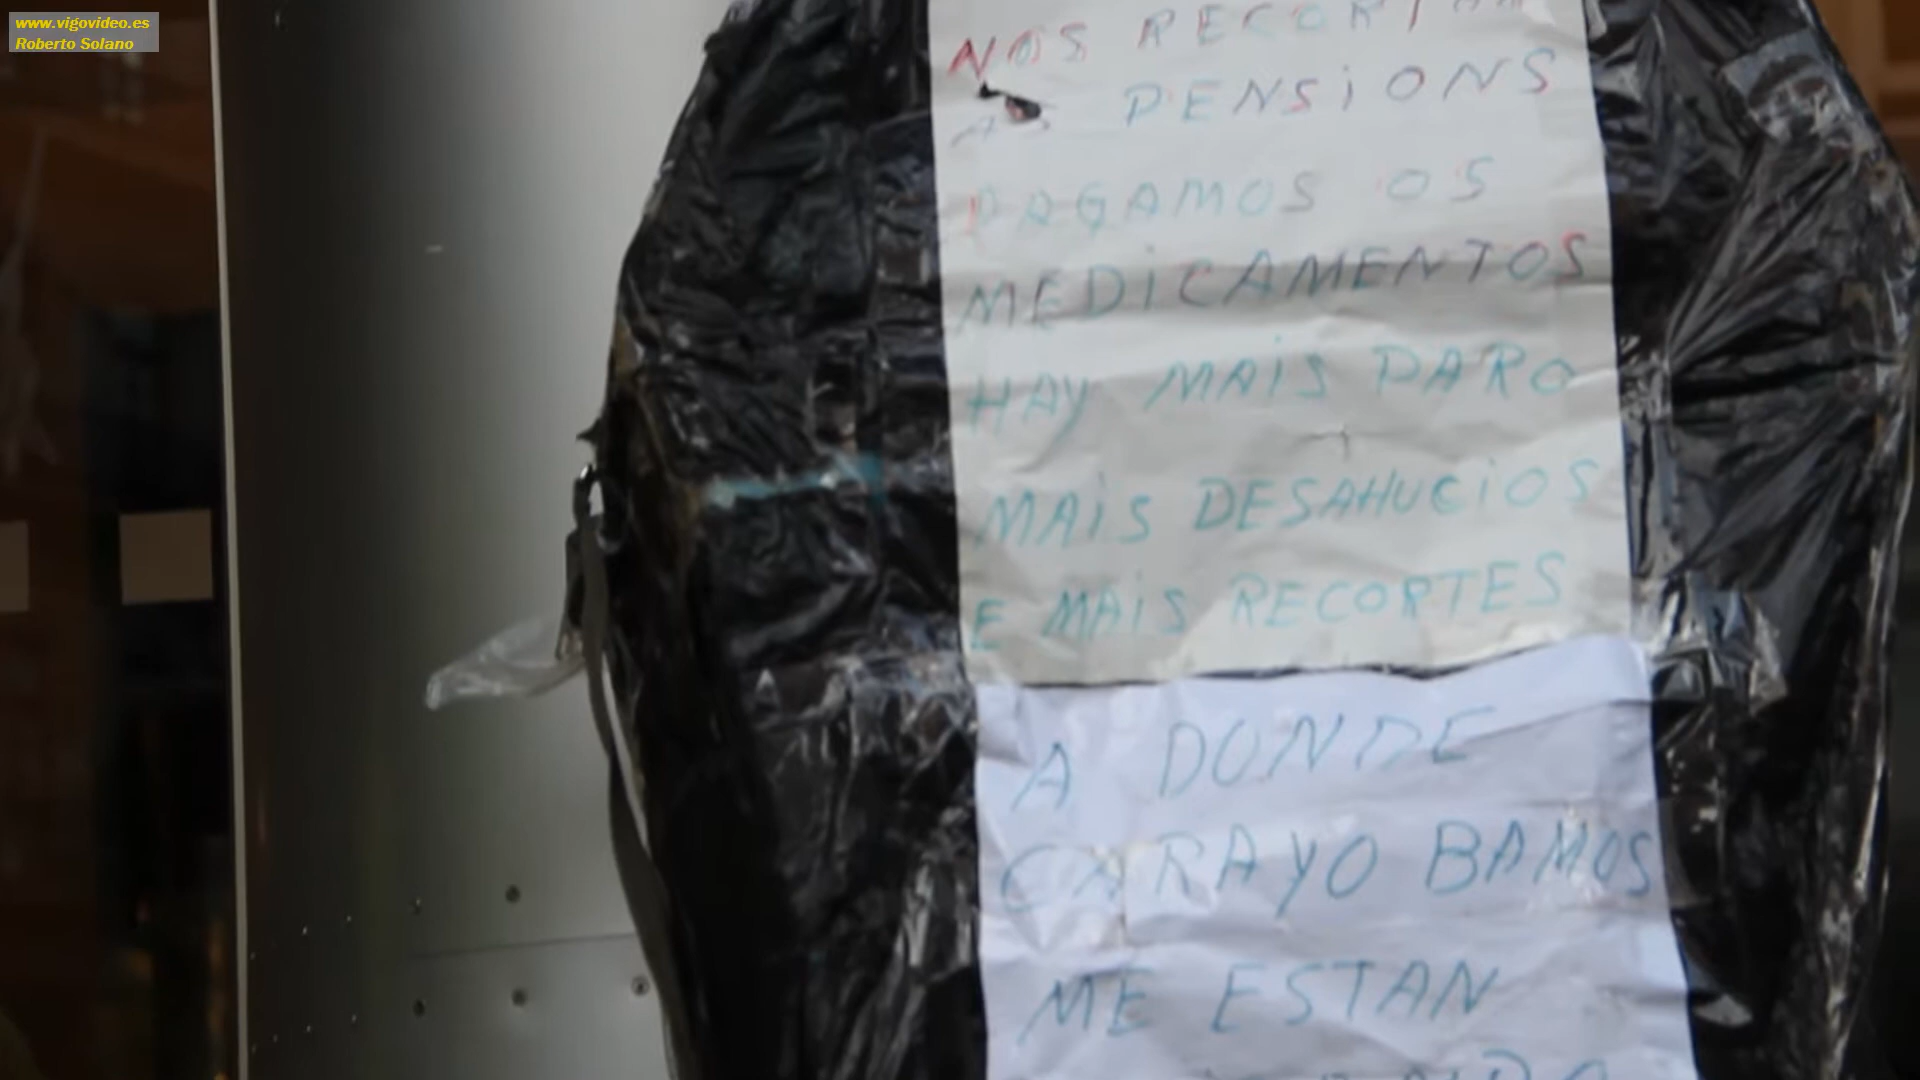 www.vigovideo.es
Roberto Solano
NOS RECORTAN
AS PENSIONS
PAGAMOS OS
MEDICAMENTOS
HAY MAIS PARO
MAIS DESAHUCIOS
E MAIS RECORTES
A DONDE
CARAYO BAMOS
ME ESTAN